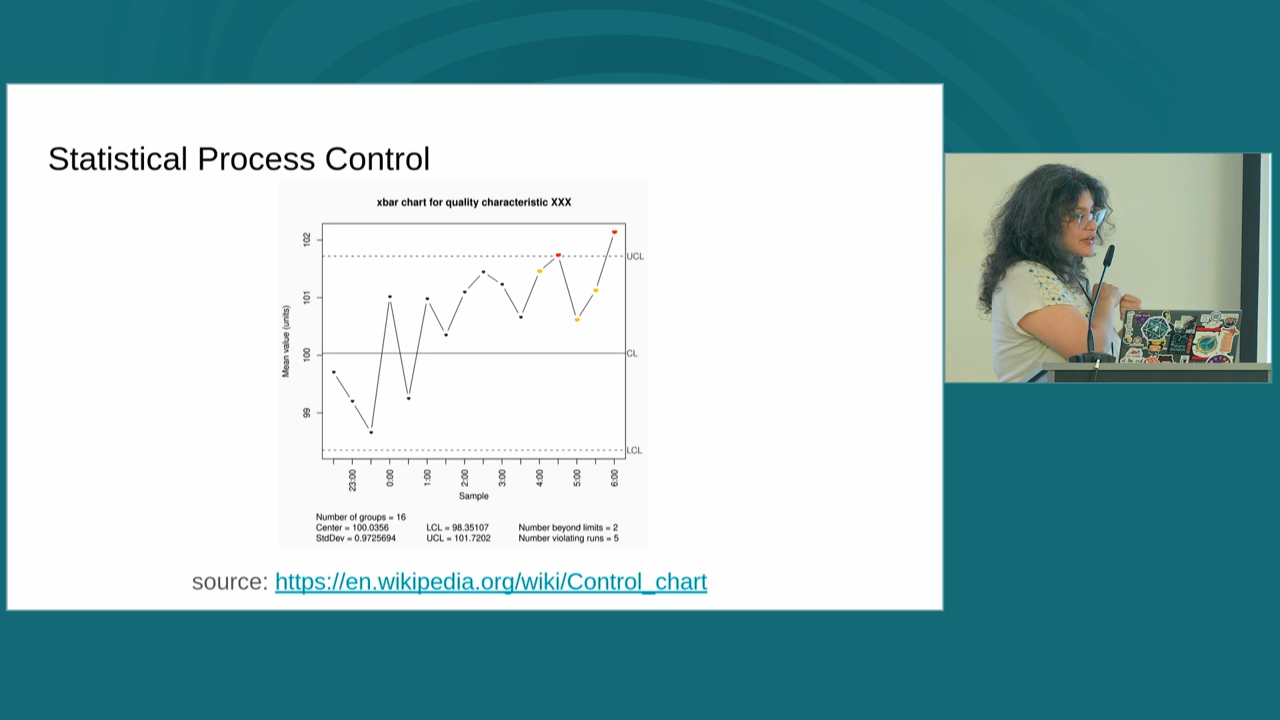 Statistical Process Control
xbar chart for quality characteristic XXX
Mean value (units)
102
101
100
99
UCL
CL
LCL
23:00
0:00
1:00
2:00
3:00
4:00
5:00
6:00
Sample
Number of groups = 16
Center = 100.0356
StdDev = 0.9725694
LCL = 98.35107
UCL = 101.7202
Number beyond limits = 2
Number violating runs = 5
source: https://en.wikipedia.org/wiki/Control_chart